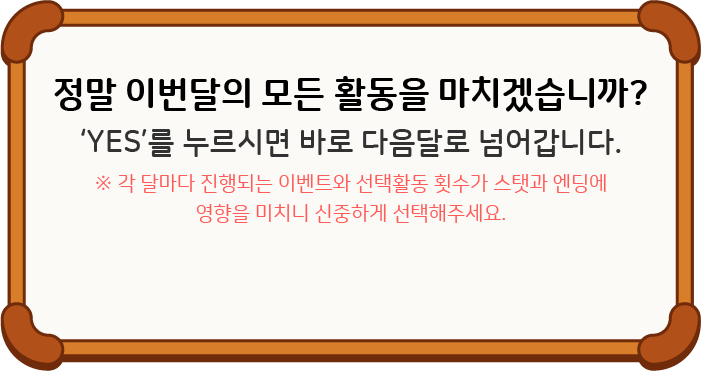 정말 이번달의 모든 활동을 마치겠습니까?
‘YES’를 누르시면 바로 다음달로 넘어갑니다.
※ 각 달마다 진행되는 이벤트와 선택활동 횟수가 스탯과 엔딩에
영향을 미치니 신중하게 선택해주세요.